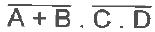 A + B . C . D